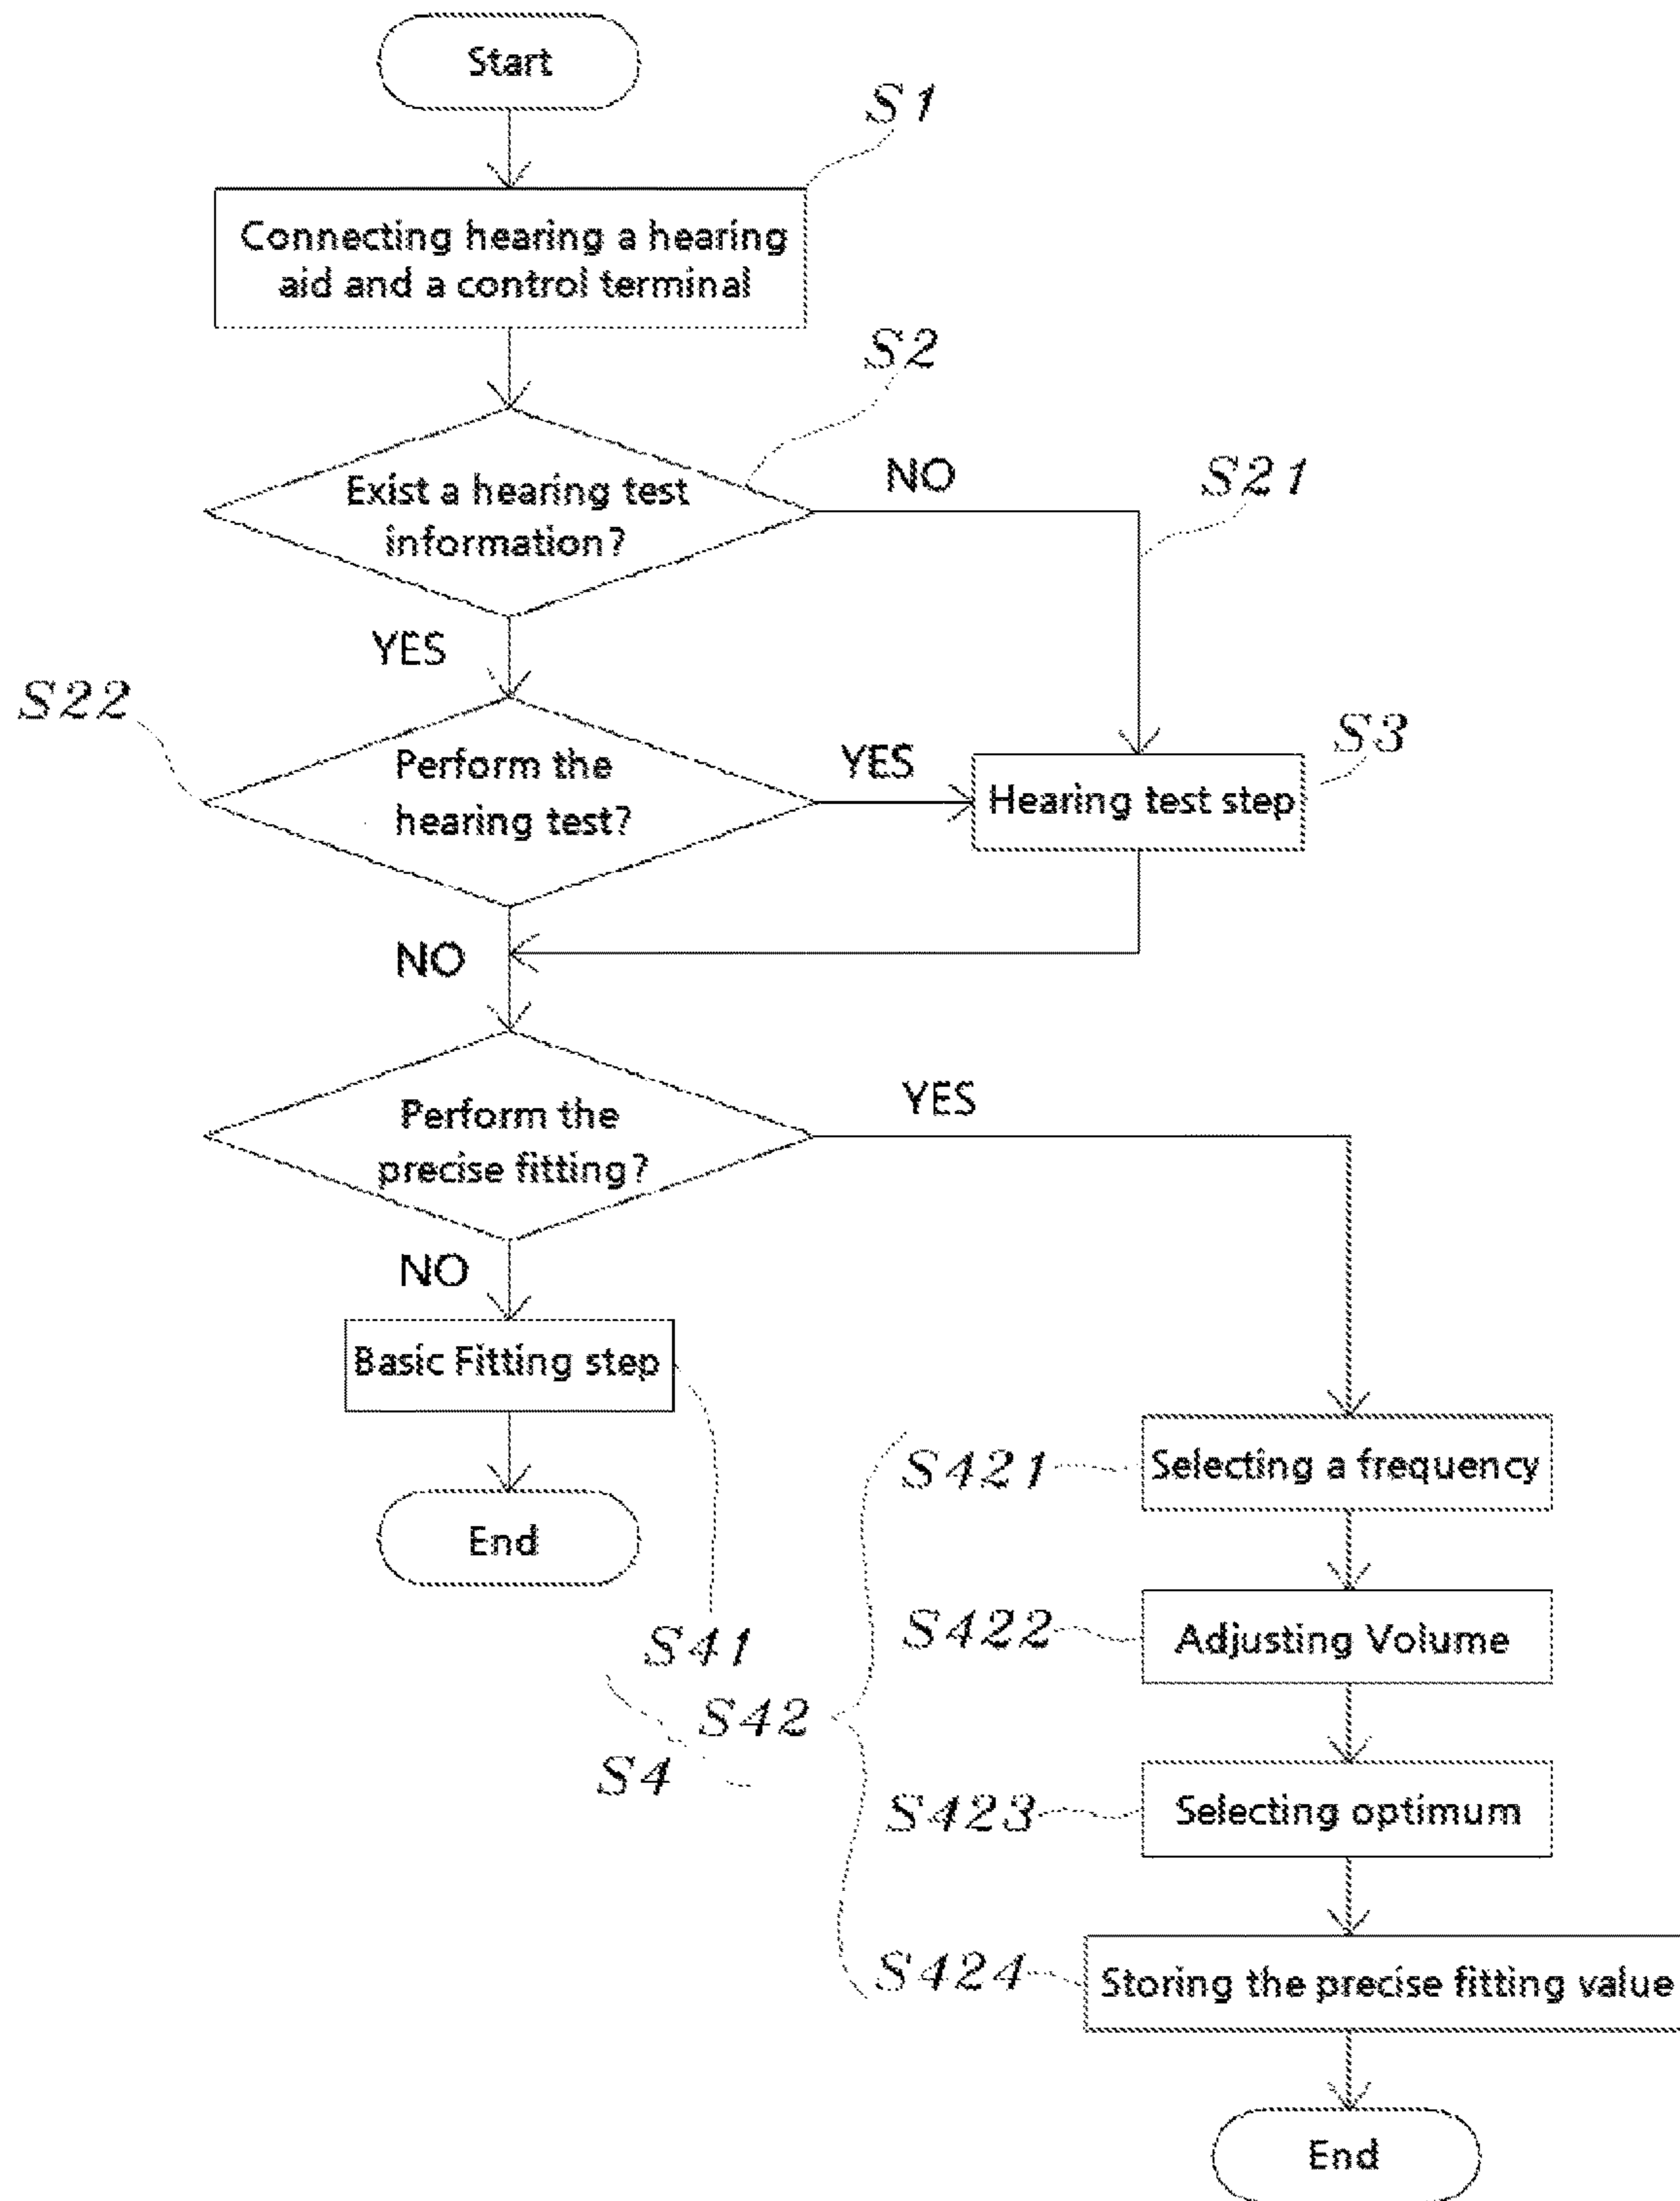 Start
S1
Connecting hearing a hearing
aid and a control terminal
S2
Exist a hearing test
information?
NO
S21
YES
S22
Perform the
hearing test?
YES
S3
Hearing test step
NO
Perform the
precise fitting?
YES
NO
Basic Fitting step
End
S41
S42
S4
S421
Selecting a frequency
S422
Adjusting Volume
S423
Selecting optimum
S424
Storing the precise fitting value
End